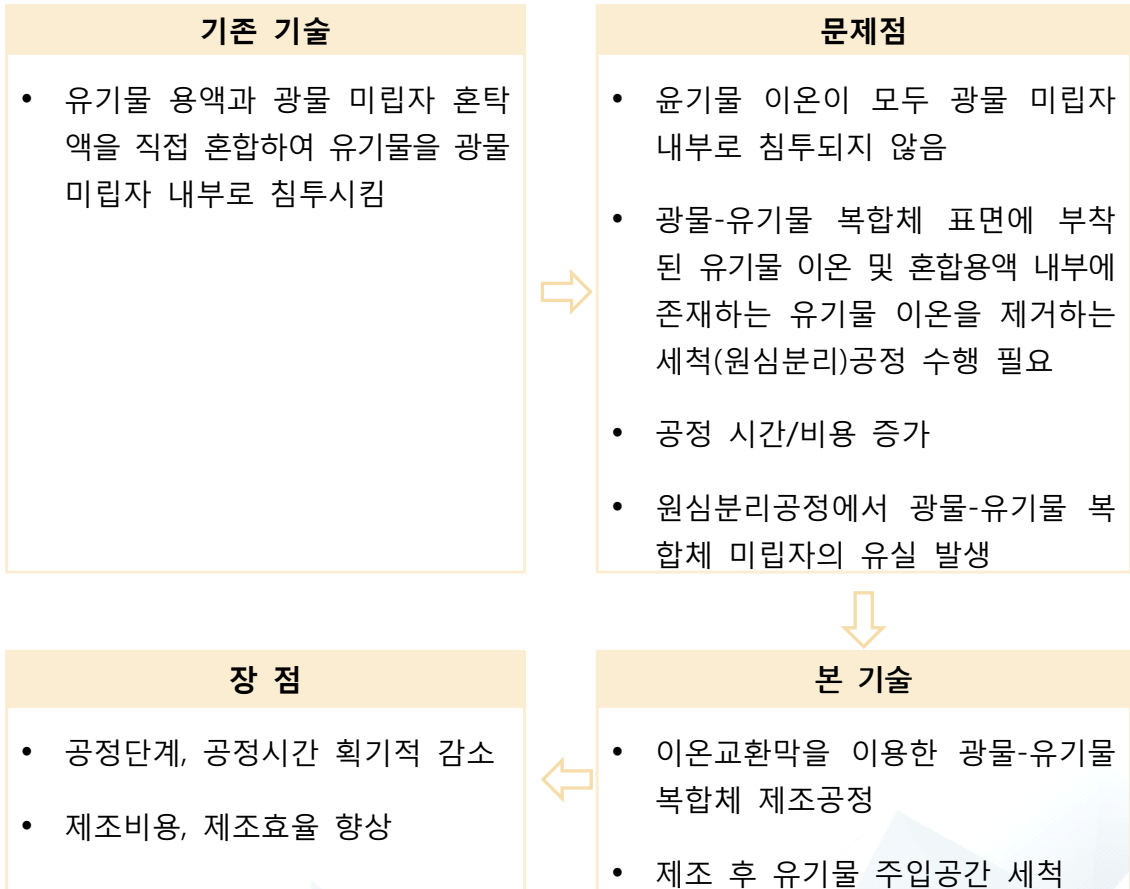 기존 기술
• 유기물 용액과 광물 미립자 혼탁
액을 직접 혼합하여 유기물을 광물
미립자 내부로 침투시킴
문제점
• 윤기물 이온이 모두 광물 미립자
내부로 침투되지 않음
• 광물-유기물 복합체 표면에 부착
된 유기물 이온 및 혼합용액 내부에
존재하는 유기물 이온을 제거하는
세척(원심분리)공정 수행 필요
• 공정 시간/비용 증가
• 원심분리공정에서 광물-유기물 복
합체 미립자의 유실 발생
본 기술
• 이온교환막을 이용한 광물-유기물
복합체 제조공정
• 제조 후 유기물 주입공간 세척
장 점
• 공정단계, 공정시간 획기적 감소
• 제조비용, 제조효율 향상